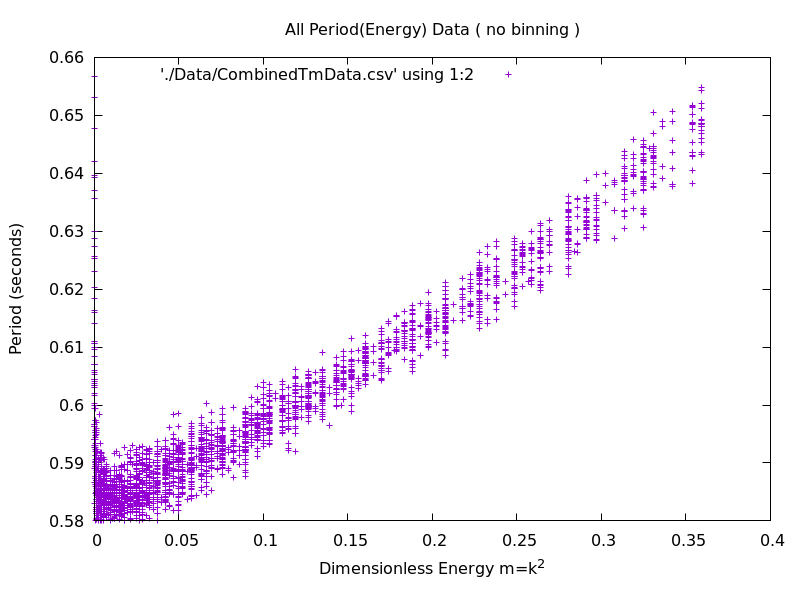 All Period(Energy) Data ( no binning )
'./Data/CombinedTmData.csv' using 1:2
0.66
0.65
0.64
0.63
0.62
0.61
0.6
0.59
0.58
Period (seconds)
0 0.05 0.1 0.15 0.2 0.25 0.3 0.35 0.4
Dimensionless Energy m=k²